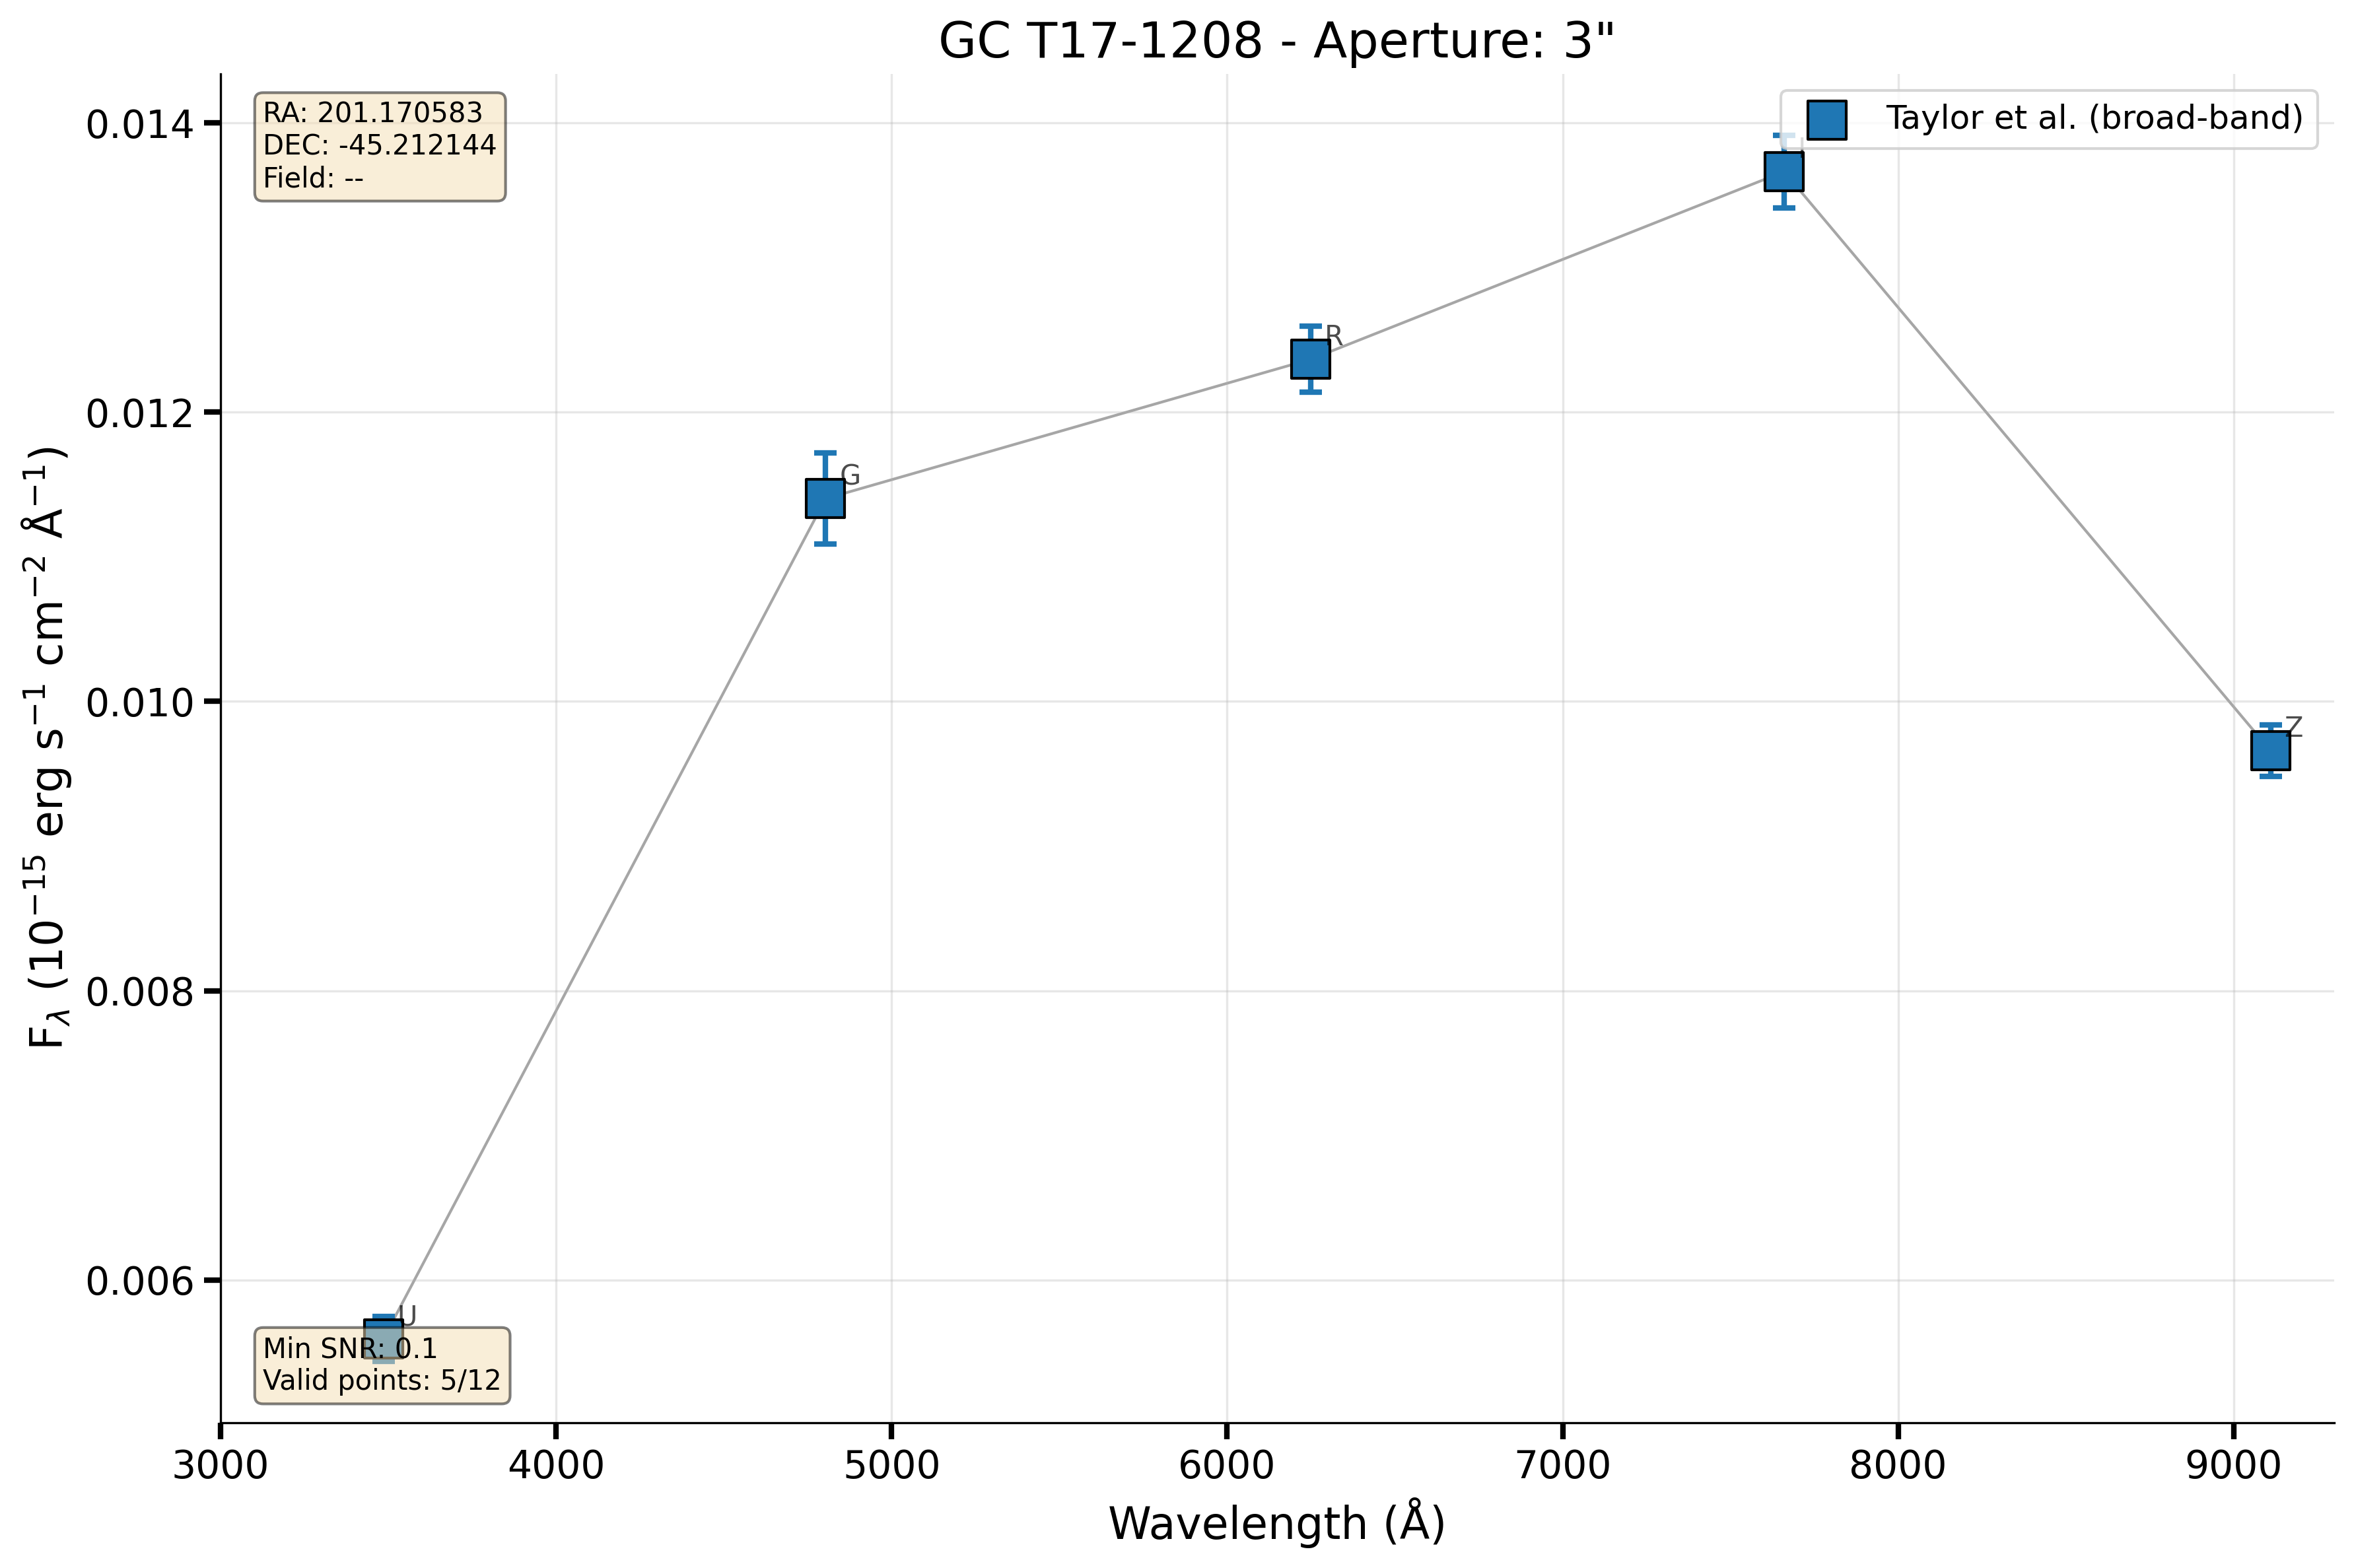 GC T17-1208 - Aperture: 3"
RA: 201.170583
DEC: -45.212144
Field: --
Taylor et al. (broad-band)
0.014
0.012
0.010
0.008
0.006
F_λ (10⁻¹⁵ erg s⁻¹ cm⁻² Å⁻¹)
G
R
Z
U
Min SNR: 0.1
Valid points: 5/12
3000
4000
5000
6000
7000
8000
9000
Wavelength (Å)